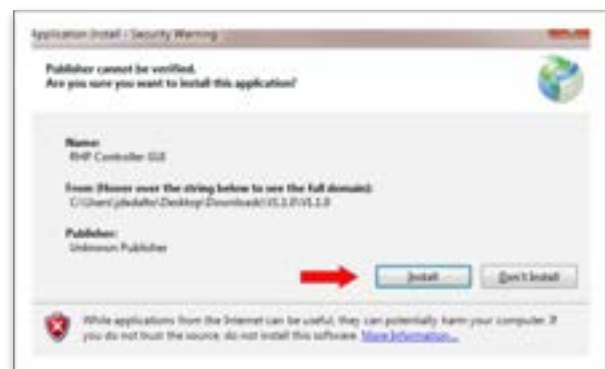 Application Install - Security Warning
Publisher cannot be verified.
Are you sure you want to install this application?
Name:
RHP Controller GUI
From (Hover over the string below to see the full domain):
Publisher:
Unknown Publisher
Install
Don't Install
While applications from the Internet can be useful, they can potentially harm your computer. If
you do not trust the source, do not install this software. More Information...